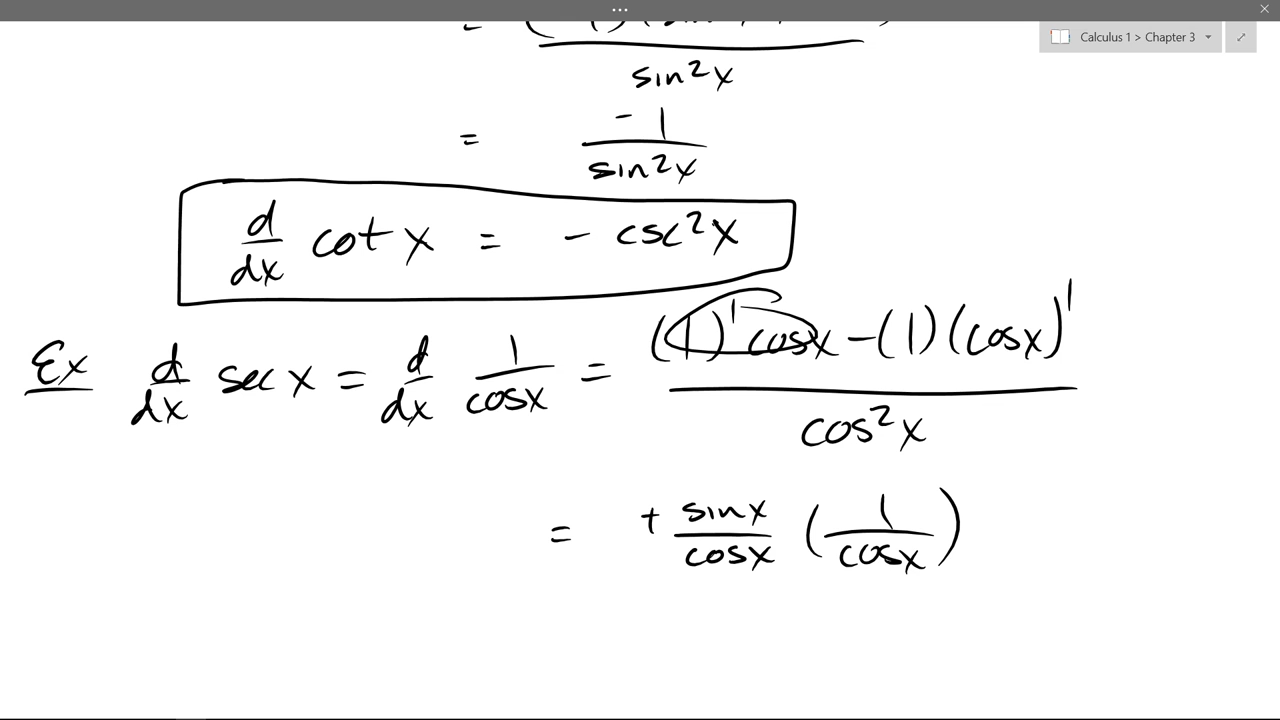 Calculus 1 > Chapter 3
sin²x
= -1/sin²x
d/dx cot x = - csc²x
Ex d/dx sec x = d/dx 1/cosx = ((1)' cosx - (1)(cosx)')/cos²x
= + sinx/cosx (1/cosx)